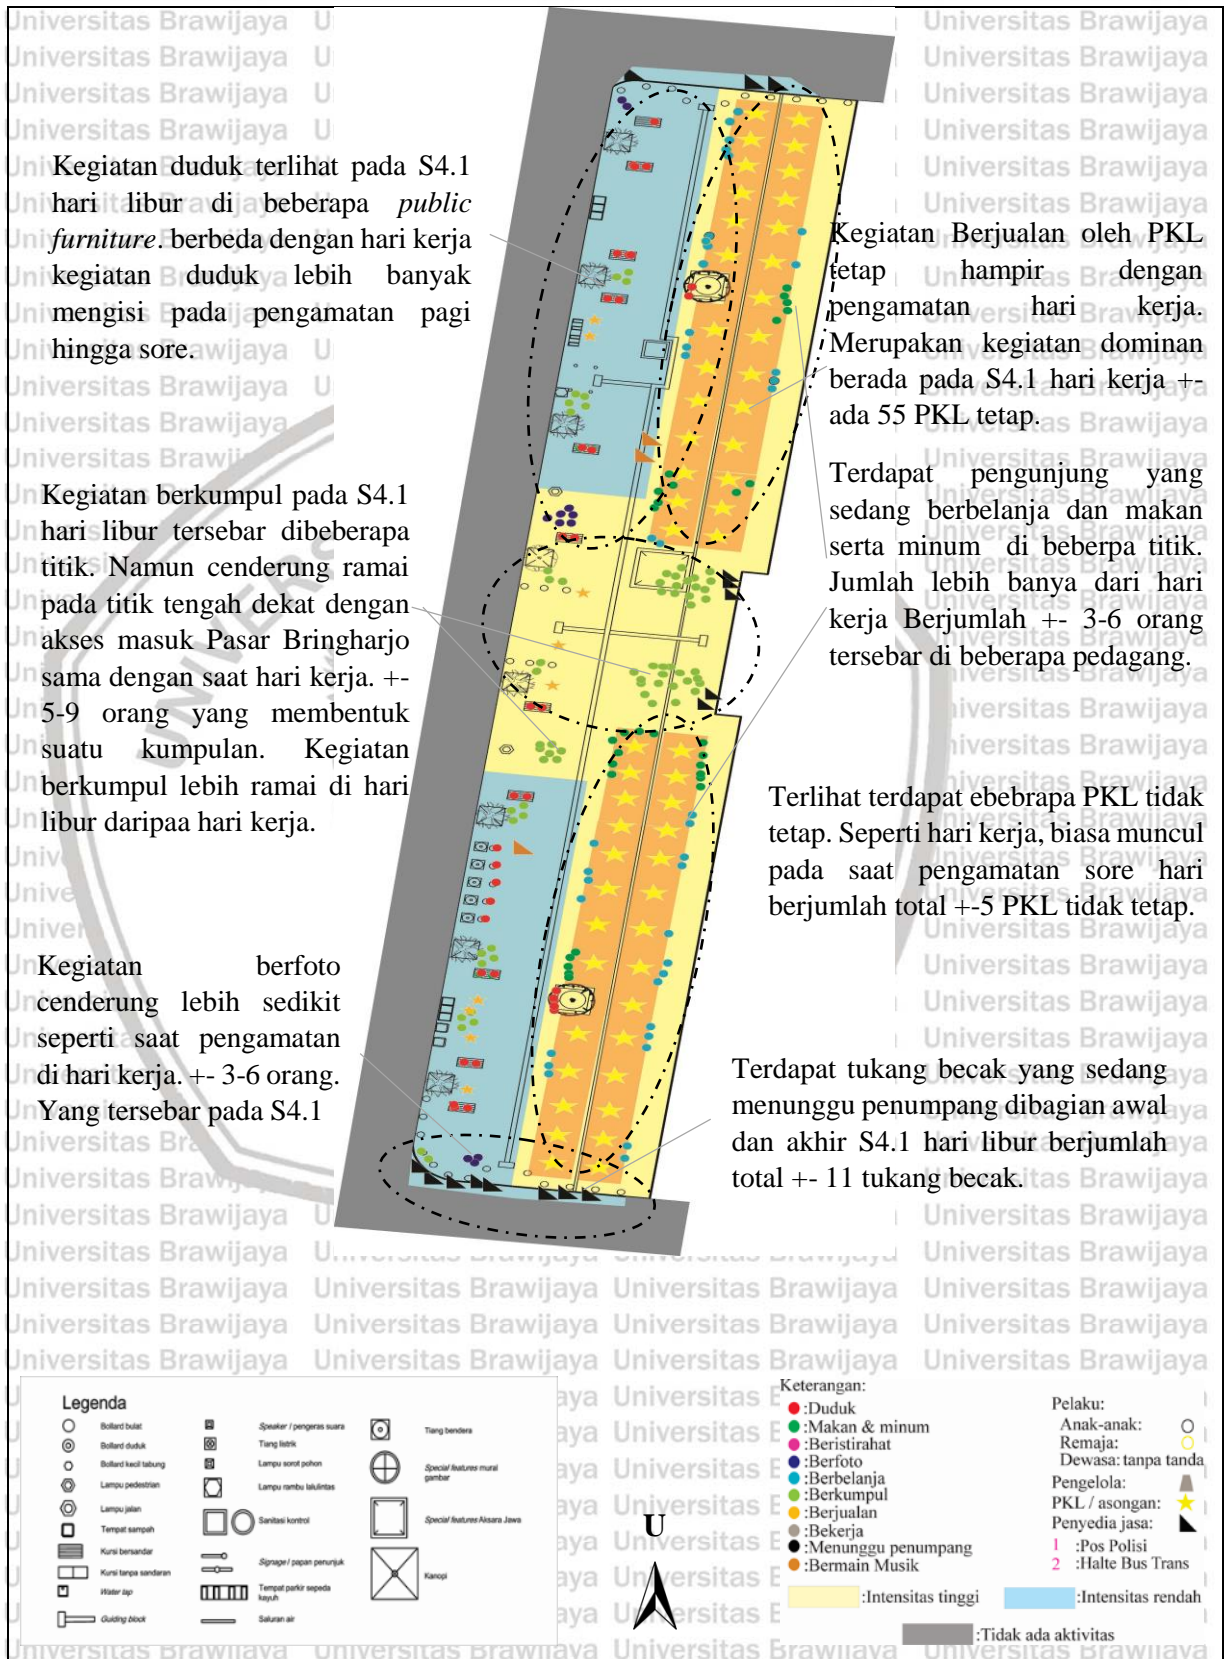 Kegiatan duduk terlihat pada S4.1
hari libur di beberapa public
furniture. berbeda dengan hari kerja
kegiatan duduk lebih banyak
mengisi pada pengamatan pagi
hingga sore.
Kegiatan Berjualan oleh PKL
tetap hampir dengan
pengamatan hari kerja.
Merupakan kegiatan dominan
berada pada S4.1 hari kerja +-
ada 55 PKL tetap.
Terdapat pengunjung yang
sedang berbelanja dan makan
serta minum di beberpa titik.
Jumlah lebih banya dari hari
kerja Berjumlah +- 3-6 orang
tersebar di beberapa pedagang.
Kegiatan berkumpul pada S4.1
hari libur tersebar dibeberapa
titik. Namun cenderung ramai
pada titik tengah dekat dengan
akses masuk Pasar Bringharjo
sama dengan saat hari kerja. +-
5-9 orang yang membentuk
suatu kumpulan. Kegiatan
berkumpul lebih ramai di hari
libur daripaa hari kerja.
Terlihat terdapat ebebrapa PKL tidak
tetap. Seperti hari kerja, biasa muncul
pada saat pengamatan sore hari
berjumlah total +-5 PKL tidak tetap.
Kegiatan berfoto
cenderung lebih sedikit
seperti saat pengamatan
di hari kerja. +- 3-6 orang.
Yang tersebar pada S4.1
Terdapat tukang becak yang sedang
menunggu penumpang dibagian awal
dan akhir S4.1 hari libur berjumlah
total +- 11 tukang becak.
Legenda
Bollard bulat
Bollard duduk
Bollard kecil tabung
Lampu pedestrian
Lampu jalan
Tempat sampah
Kursi bersandar
Kursi tanpa sandaran
Water tap
Guiding block
Speaker / pengeras suara
Tiang listrik
Lampu sorot pohon
Lampu rambu lalulintas
Sanitasi kontrol
Signage / papan penunjuk
Tempat parkir sepeda
kayuh
Saluran air
Tiang bendera
Special features mural
gambar
Special features Aksara Jawa
Kanopi
U
Keterangan:
:Duduk
:Makan & minum
:Beristirahat
:Berfoto
:Berbelanja
:Berkumpul
:Berjualan
:Bekerja
:Menunggu penumpang
:Bermain Musik
Pelaku:
Anak-anak:
Remaja:
Dewasa: tanpa tanda
Pengelola:
PKL / asongan:
Penyedia jasa:
1 :Pos Polisi
2 :Halte Bus Trans
:Intensitas tinggi
:Intensitas rendah
:Tidak ada aktivitas
Universitas Brawijaya